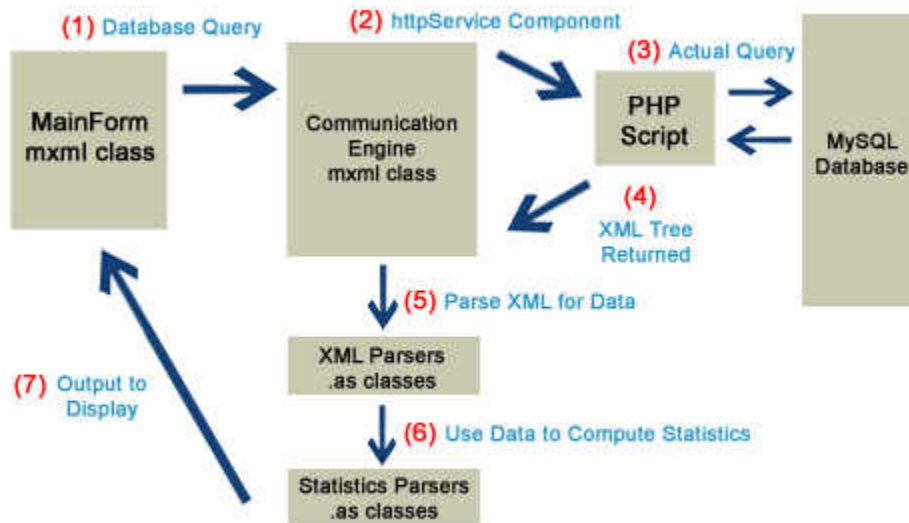 (1) Database Query
(2) httpService Component
(3) Actual Query
MainForm
mxml class
Communication
Engine
mxml class
PHP
Script
MySQL
Database
(4)
XML Tree
Returned
(5) Parse XML for Data
XML Parsers
.as classes
(6) Use Data to Compute Statistics
Statistics Parsers
.as classes
(7) Output to
Display